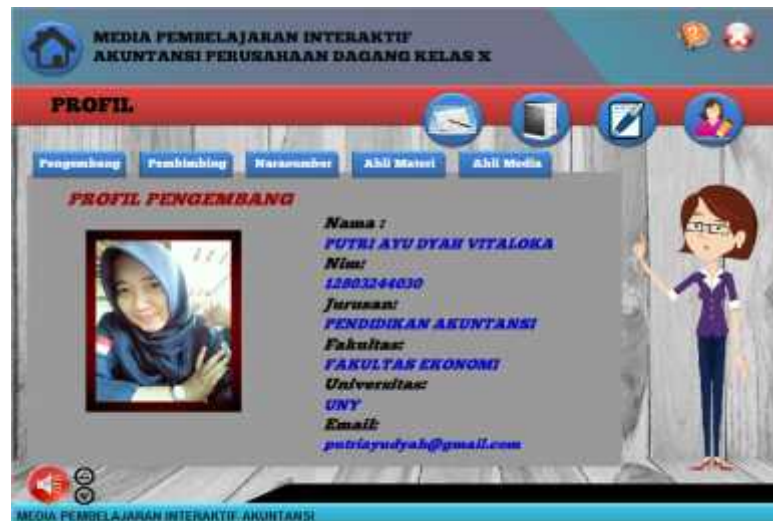 MEDIA PEMBELAJARAN INTERAKTIF
AKUNTANSI PERUSAHAAN DAGANG KELAS X
PROFIL
Pengembang Pembimbing Narasumber Ahli Materi Ahli Media
PROFIL PENGEMBANG
Nama :
PUTRI AYU DYAH VITALOKA
Nim:
12803244030
Jurusan:
PENDIDIKAN AKUNTANSI
Fakultas:
FAKULTAS EKONOMI
Universitas:
UNY
Email:
putriayudyah@gmail.com
MEDIA PEMBELAJARAN INTERAKTIF AKUNTANSI